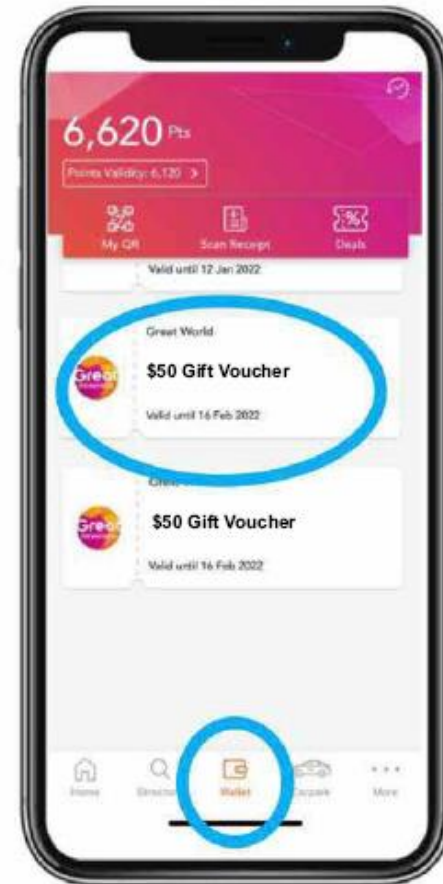 6,620 Pts
Points Validity: 6,120 >
My QR
Scan Receipt
Deals
Valid until 12 Jan 2022
Great World
Great
$50 Gift Voucher
Valid until 16 Feb 2022
Great
$50 Gift Voucher
Valid until 16 Feb 2022
Home
Wallet
Carpark
More